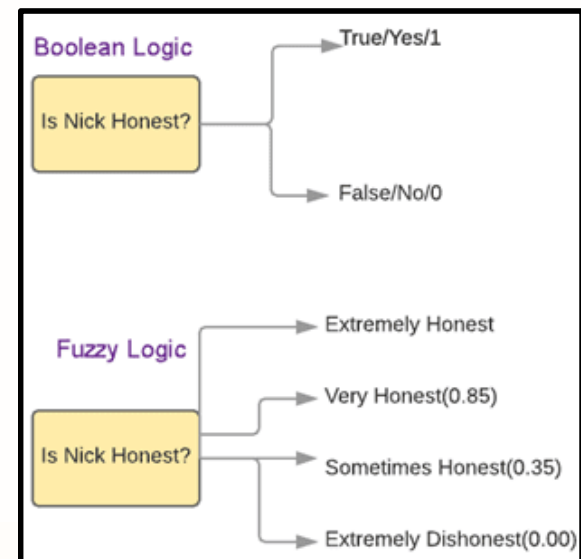 Boolean Logic
Is Nick Honest?
True/Yes/1
False/No/0
Fuzzy Logic
Is Nick Honest?
Extremely Honest
Very Honest(0.85)
Sometimes Honest(0.35)
Extremely Dishonest(0.00)